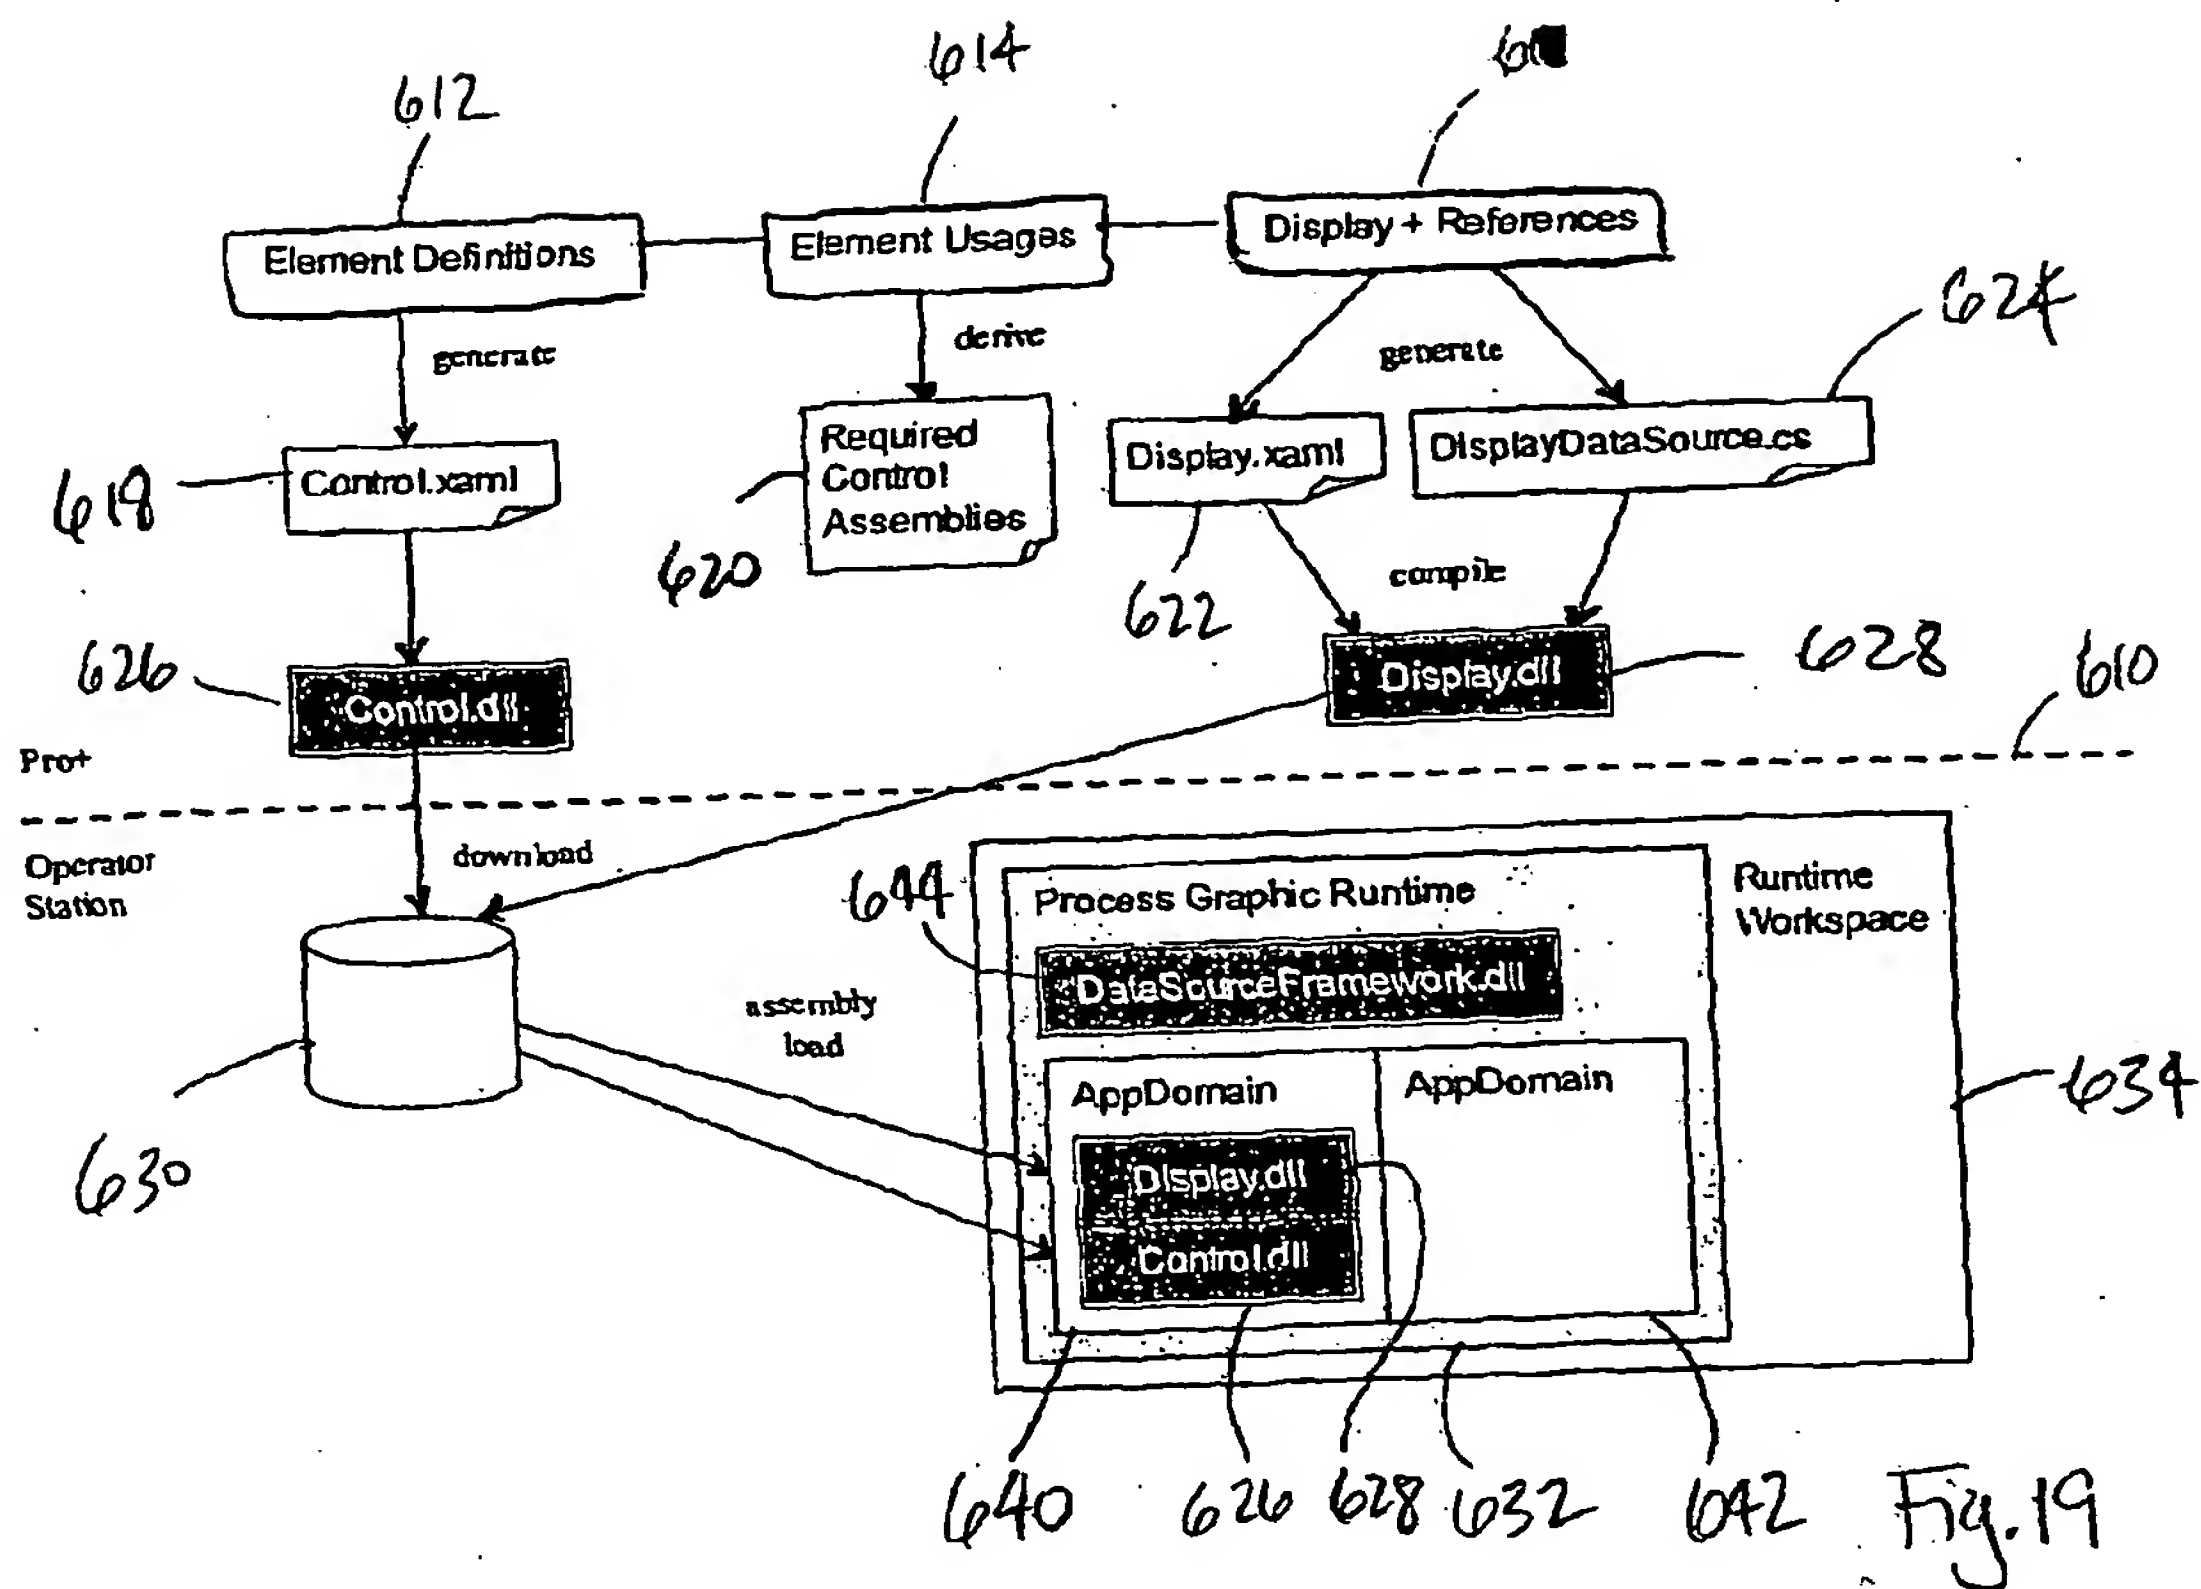 612
614
Element Definitions
Element Usages
Display + References
624
generate
derive
generate
Control.xaml
618
Required
Control
Assemblies
620
Display.xaml
622
DisplayDataSource.cs
compile
626
Control.dll
Display.dll
628
610
Pro+
Operator
Station
download
630
assembly
load
644
Process Graphic Runtime
Runtime
Workspace
DataSourceFramework.dll
AppDomain
AppDomain
634
Display.dll
Control.dll
640
626
628
632
642
Fig. 19